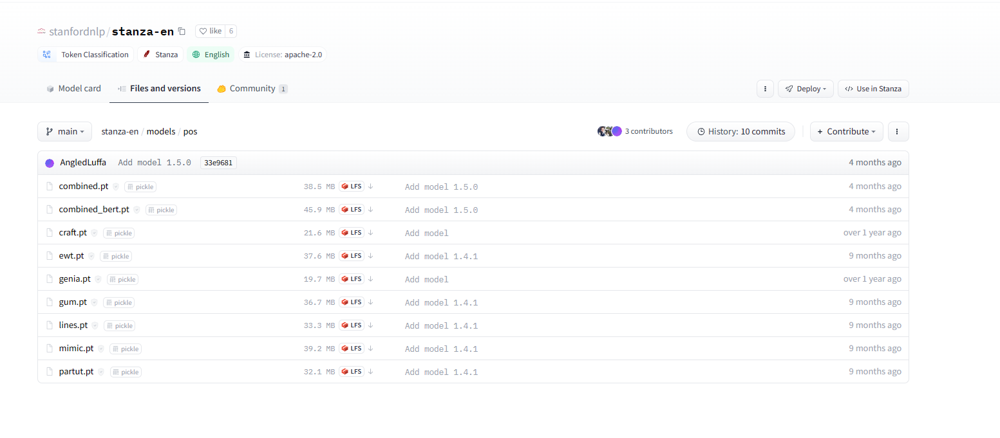 stanfordnlp/stanza-en like 6
Token Classification Stanza English License: apache-2.0
Model card Files and versions Community 1 Deploy </> Use in Stanza
main stanza-en / models / pos 3 contributors History: 10 commits + Contribute
AngledLuffa Add model 1.5.0 33e9681 4 months ago
combined.pt pickle 38.5 MB LFS ↓ Add model 1.5.0 4 months ago
combined_bert.pt pickle 45.9 MB LFS ↓ Add model 1.5.0 4 months ago
craft.pt pickle 21.6 MB LFS ↓ Add model over 1 year ago
ewt.pt pickle 37.6 MB LFS ↓ Add model 1.4.1 9 months ago
genia.pt pickle 19.7 MB LFS ↓ Add model over 1 year ago
gum.pt pickle 36.7 MB LFS ↓ Add model 1.4.1 9 months ago
lines.pt pickle 33.3 MB LFS ↓ Add model 1.4.1 9 months ago
mimic.pt pickle 39.2 MB LFS ↓ Add model 1.4.1 9 months ago
partut.pt pickle 32.1 MB LFS ↓ Add model 1.4.1 9 months ago